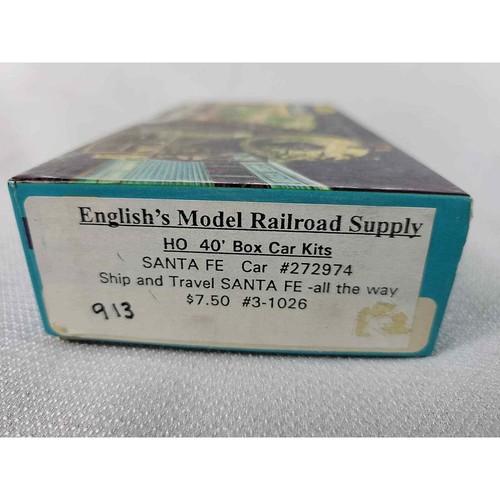 English's Model Railroad Supply
HO 40' Box Car Kits
SANTA FE Car #272974
Ship and Travel SANTA FE -all the way
$7.50 #3-1026
913